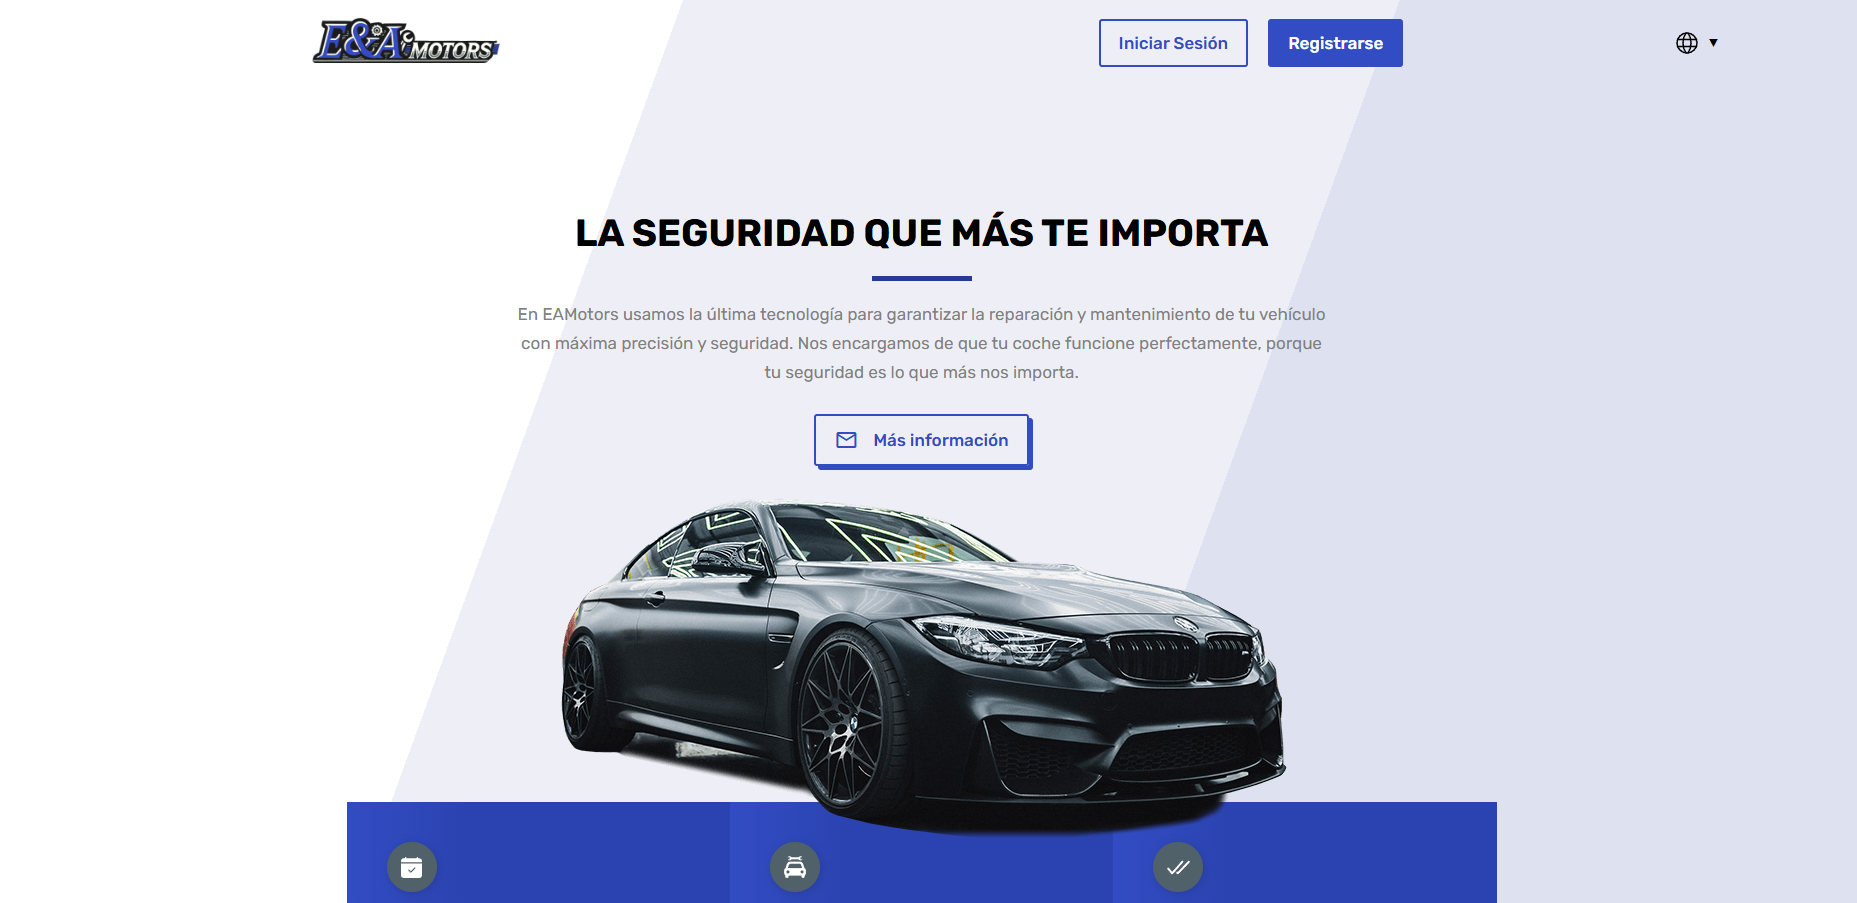 E&A MOTORS
Iniciar Sesión
Registrarse
LA SEGURIDAD QUE MÁS TE IMPORTA
En EAMotors usamos la última tecnología para garantizar la reparación y mantenimiento de tu vehículo
con máxima precisión y seguridad. Nos encargamos de que tu coche funcione perfectamente, porque
tu seguridad es lo que más nos importa.
Más información